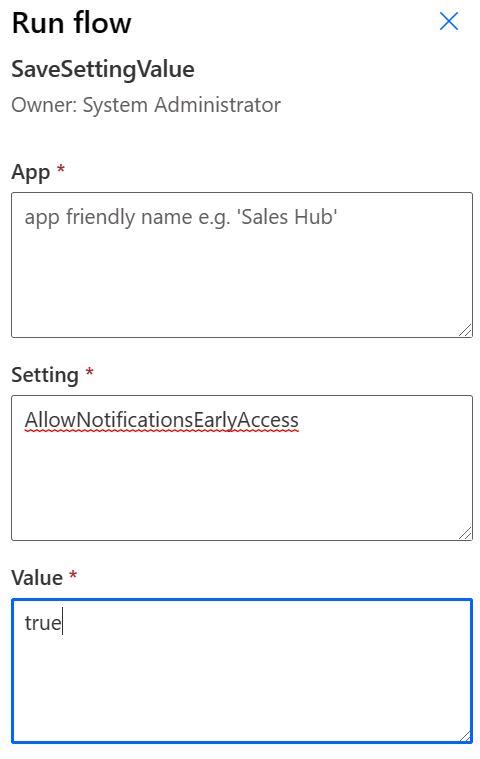 Run flow
SaveSettingValue
Owner: System Administrator
App *
app friendly name e.g. 'Sales Hub'
Setting *
AllowNotificationsEarlyAccess
Value *
true